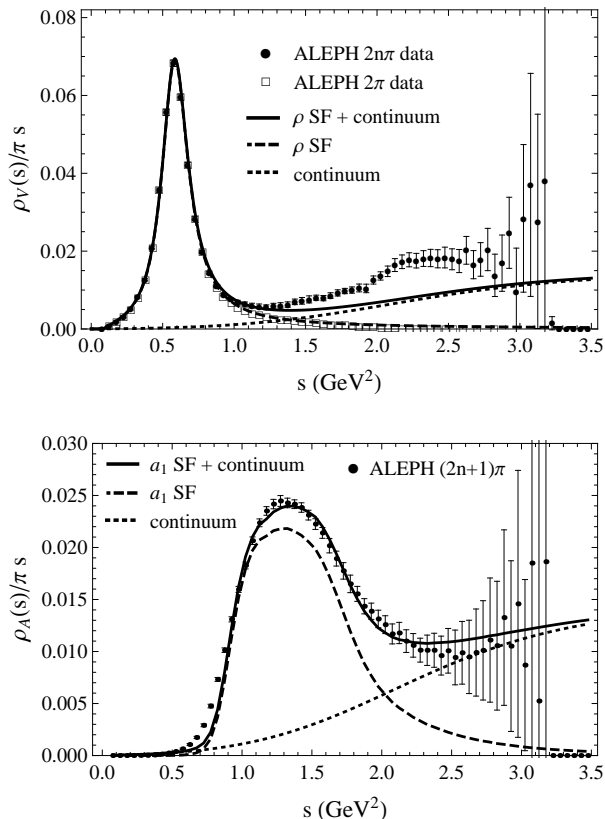 0.08
0.06
0.04
0.02
0.00
ρ_V(s)/π s
ALEPH 2nπ data
ALEPH 2π data
ρ SF + continuum
ρ SF
continuum
0.0 0.5 1.0 1.5 2.0 2.5 3.0 3.5
s (GeV²)
0.030
0.025
0.020
0.015
0.010
0.005
0.000
ρ_A(s)/π s
a₁ SF + continuum ALEPH (2n+1)π
a₁ SF
continuum
0.0 0.5 1.0 1.5 2.0 2.5 3.0 3.5
s (GeV²)